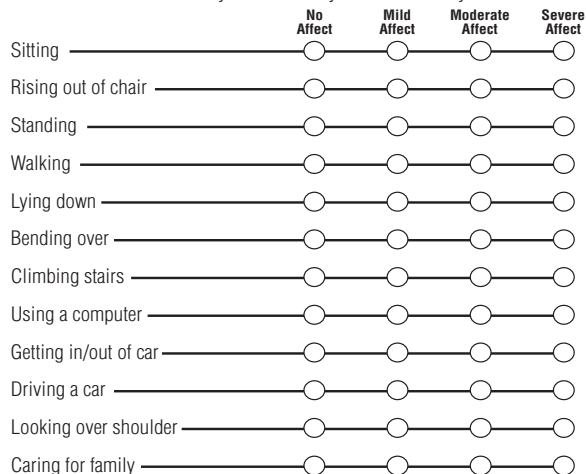 No Mild Moderate Severe
Affect Affect Affect Affect
Sitting
Rising out of chair
Standing
Walking
Lying down
Bending over
Climbing stairs
Using a computer
Getting in/out of car
Driving a car
Looking over shoulder
Caring for family